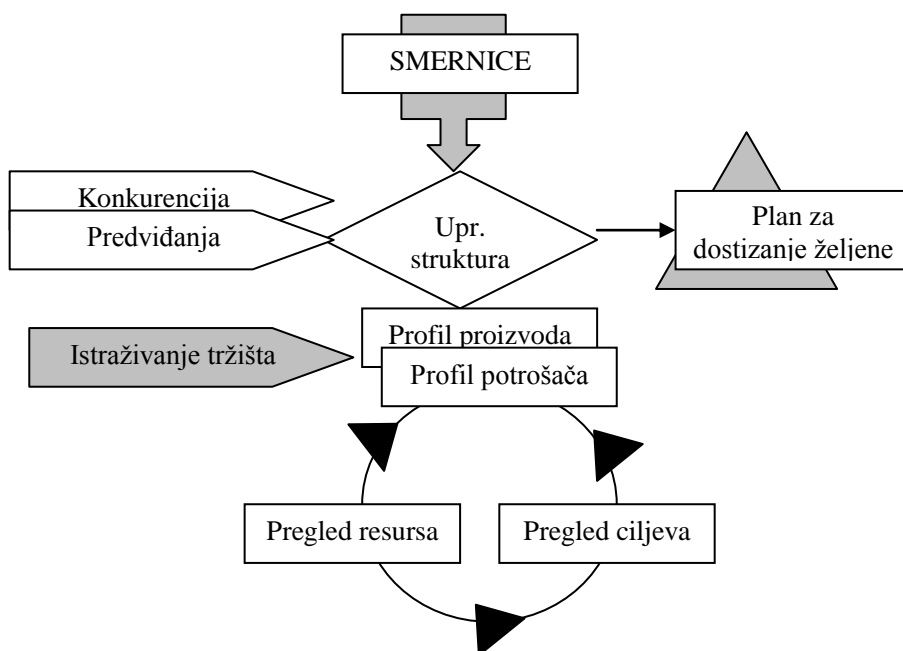 SMERNICE
Konkurencija
Predviđanja
Upr.
struktura
Plan za
dostizanje željene
Profil proizvoda
Istraživanje tržišta
Profil potrošača
Pregled resursa
Pregled ciljeva